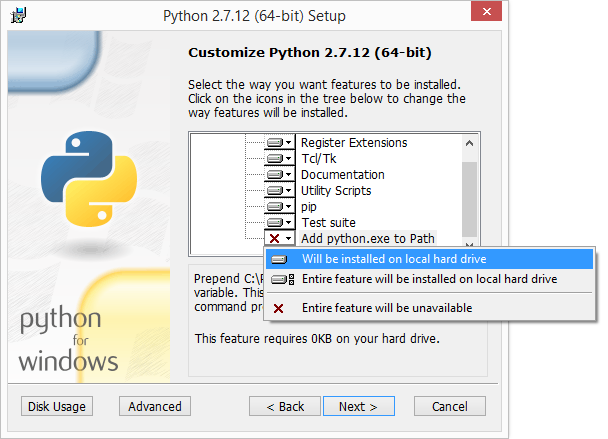 Python 2.7.12 (64-bit) Setup
Customize Python 2.7.12 (64-bit)
Select the way you want features to be installed.
Click on the icons in the tree below to change the
way features will be installed.
Register Extensions
Tcl/Tk
Documentation
Utility Scripts
pip
Test suite
Add python.exe to Path
Will be installed on local hard drive
Entire feature will be installed on local hard drive
Entire feature will be unavailable
Prepend C:\
variable. This
command
This feature requires 0KB on your hard drive.
python
for
windows
Disk Usage
Advanced
< Back
Next >
Cancel